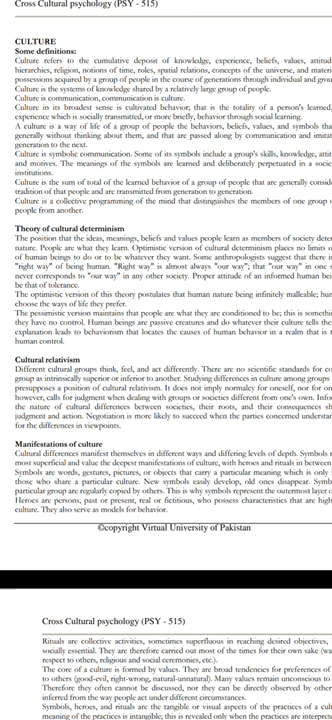 Cross Cultural psychology (PSY - 515)
CULTURE
Some definitions:
Culture refers to the cumulative deposit of knowledge, experience, beliefs, values, attitud
hierarchies, religion, notions of time, roles, spatial relations, concepts of the universe, and materi
possessions acquired by a group of people in the course of generations through individual and grou
Culture is the systems of knowledge shared by a relatively large group of people.
Culture is communication, communication is culture.
Culture in its broadest sense is cultivated behavior; that is the totality of a person's learned,
experience which is socially transmitted, or more briefly, behavior through social learning.
A culture is a way of life of a group of people the behaviors, beliefs, values, and symbols tha
generally without thinking about them, and that are passed along by communication and imitat
generation to the next.
Culture is symbolic communication. Some of its symbols include a group's skills, knowledge, attit
and motives. The meanings of the symbols are learned and deliberately perpetuated in a socie
institutions.
Culture is the sum of total of the learned behavior of a group of people that are generally consid
tradition of that people and are transmitted from generation to generation.
Culture is a collective programming of the mind that distinguishes the members of one group o
people from another.
Theory of cultural determinism
The position that the ideas, meanings, beliefs and values people learn as members of society deter
nature. People are what they learn. Optimistic version of cultural determinism places no limits o
of human beings to do or to be whatever they want. Some anthropologists suggest that there is
"right way" of being human. "Right way" is almost always "our way"; that "our way" in one s
never corresponds to "our way" in any other society. Proper attitude of an informed human bei
be that of tolerance.
The optimistic version of this theory postulates that human nature being infinitely malleable; hur
choose the ways of life they prefer.
The pessimistic version maintains that people are what they are conditioned to be; this is somethi
they have no control. Human beings are passive creatures and do whatever their culture tells the
explanation leads to behaviorism that locates the causes of human behavior in a realm that is t
human control.
Cultural relativism
Different cultural groups think, feel, and act differently. There are no scientific standards for co
group as intrinsically superior or inferior to another. Studying differences in culture among groups
presupposes a position of cultural relativism. It does not imply normalcy for oneself, nor for on
however, calls for judgment when dealing with groups or societies different from one's own. Info
the nature of cultural differences between societies, their roots, and their consequences sh
judgment and action. Negotiation is more likely to succeed when the parties concerned understan
for the differences in viewpoints.
Manifestations of culture
Cultural differences manifest themselves in different ways and differing levels of depth. Symbols r
most superficial and value the deepest manifestations of culture, with heroes and rituals in between
Symbols are words, gestures, pictures, or objects that carry a particular meaning which is only
those who share a particular culture. New symbols easily develop, old ones disappear. Symb
particular group are regularly copied by others. This is why symbols represent the outermost layer o
Heroes are persons, past or present, real or fictitious, who possess characteristics that are high
culture. They also serve as models for behavior.
©copyright Virtual University of Pakistan
Cross Cultural psychology (PSY - 515)
Rituals are collective activities, sometimes superfluous in reaching desired objectives,
socially essential. They are therefore carried out most of the times for their own sake (wa
respect to others, religious and social ceremonies, etc.).
The core of a culture is formed by values. They are broad tendencies for preferences of
to others (good-evil, right-wrong, natural-unnatural). Many values remain unconscious to
Therefore they often cannot be discussed, nor they can be directly observed by other
inferred from the way people act under different circumstances.
Symbols, heroes, and rituals are the tangible or visual aspects of the practices of a cul
meaning of the practices is intangible; this is revealed only when the practices are inter